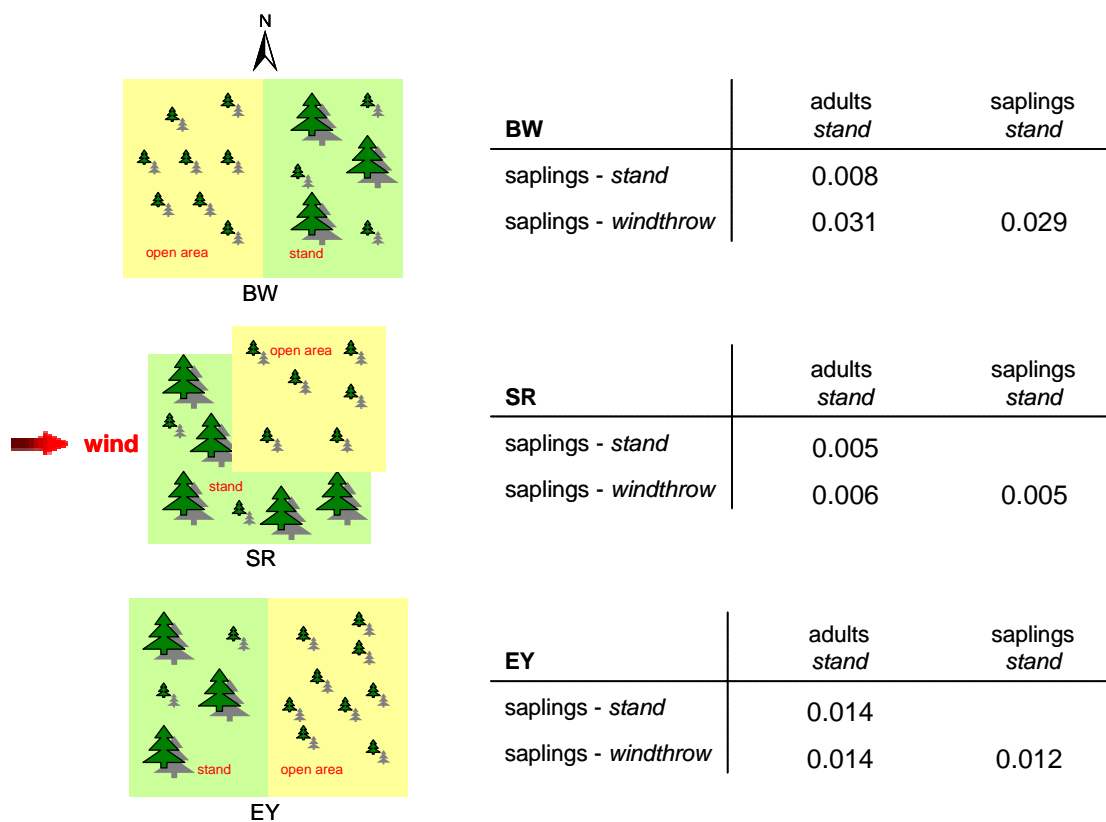 N
open area
stand
BW
BW adults stand saplings stand
saplings - stand 0.008
saplings - windthrow 0.031 0.029
wind
open area
stand
SR
SR adults stand saplings stand
saplings - stand 0.005
saplings - windthrow 0.006 0.005
stand
open area
EY
EY adults stand saplings stand
saplings - stand 0.014
saplings - windthrow 0.014 0.012